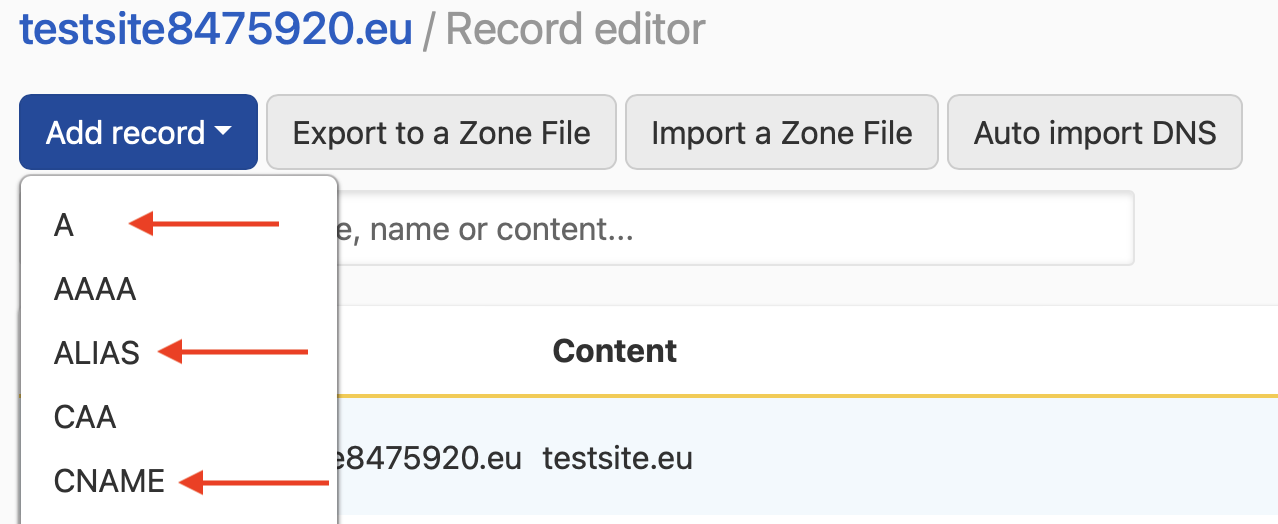 testsite8475920.eu / Record editor
Add record Export to a Zone File Import a Zone File Auto import DNS
A
e, name or content...
AAAA
ALIAS
Content
CAA
CNAME
e8475920.eu testsite.eu